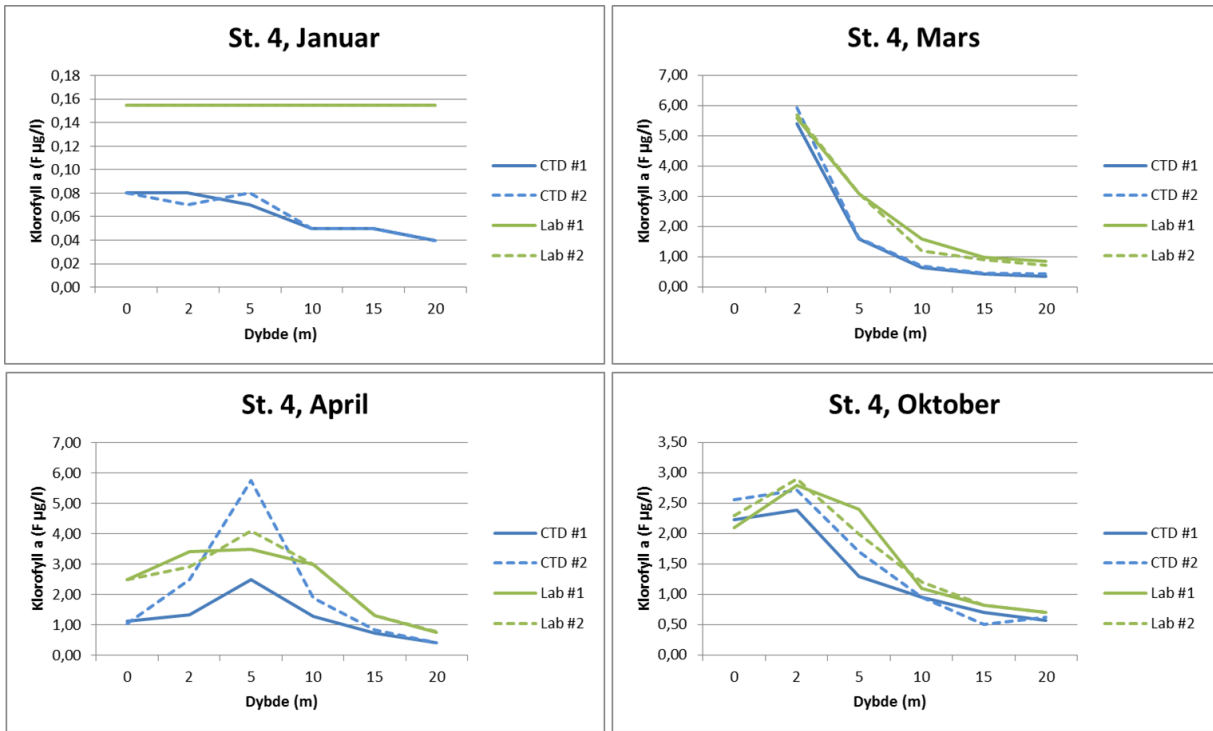 St. 4, Januar
Klorofyll a (F µg/l)
0,18
0,16
0,14
0,12
0,10
0,08
0,06
0,04
0,02
0,00
0 2 5 10 15 20
Dybde (m)
CTD #1
CTD #2
Lab #1
Lab #2
St. 4, Mars
Klorofyll a (F µg/l)
7,00
6,00
5,00
4,00
3,00
2,00
1,00
0,00
0 2 5 10 15 20
Dybde (m)
CTD #1
CTD #2
Lab #1
Lab #2
St. 4, April
Klorofyll a (F µg/l)
7,00
6,00
5,00
4,00
3,00
2,00
1,00
0,00
0 2 5 10 15 20
Dybde (m)
CTD #1
CTD #2
Lab #1
Lab #2
St. 4, Oktober
Klorofyll a (F µg/l)
3,50
3,00
2,50
2,00
1,50
1,00
0,50
0,00
0 2 5 10 15 20
Dybde (m)
CTD #1
CTD #2
Lab #1
Lab #2